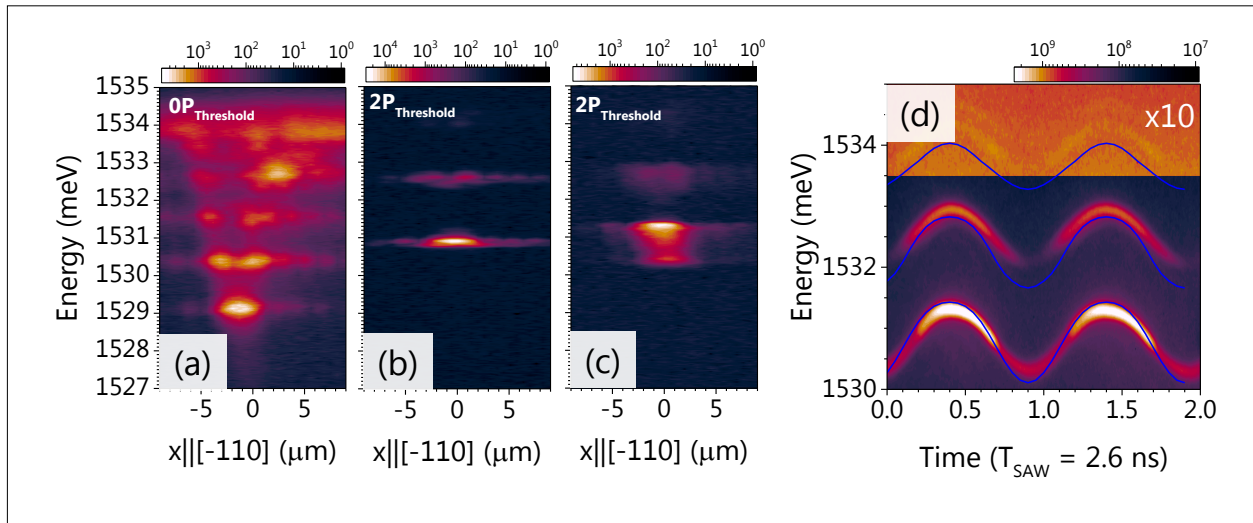 10³ 10² 10¹ 10⁰
10⁴ 10³ 10² 10¹ 10⁰
10³ 10² 10¹ 10⁰
10⁹ 10⁸ 10⁷
Energy (meV)
1535
1534
1533
1532
1531
1530
1529
1528
1527
0P_Threshold
(a)
-5 0 5
x||[-110] (μm)
2P_Threshold
(b)
-5 0 5
x||[-110] (μm)
2P_Threshold
(c)
-5 0 5
x||[-110] (μm)
Energy (meV)
1534
1532
1530
(d)
x10
0.0 0.5 1.0 1.5 2.0
Time (T_SAW = 2.6 ns)